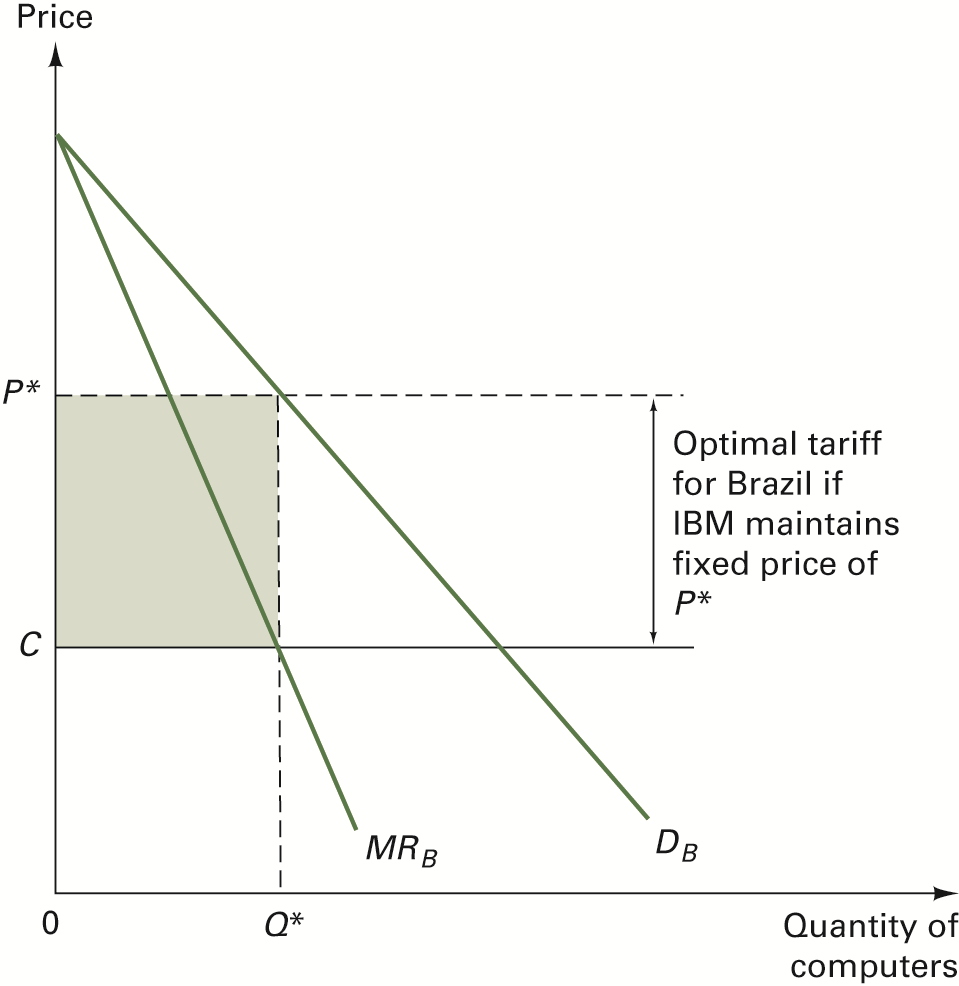 Price
P*
Optimal tariff
for Brazil if
IBM maintains
fixed price of
P*
C
MR_B
D_B
0
Q*
Quantity of
computers